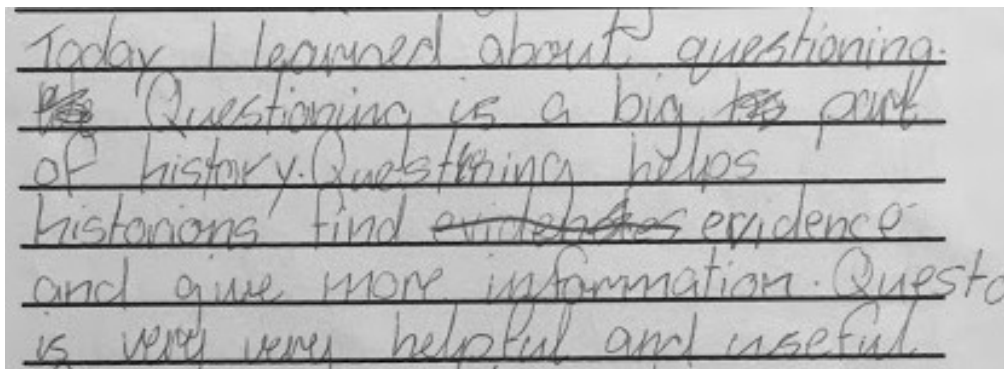 Today I learned about questioning.
Questioning is a big part
of history. Questioning helps
historians find evidence
and give more information. Questo
is very very helpful and useful